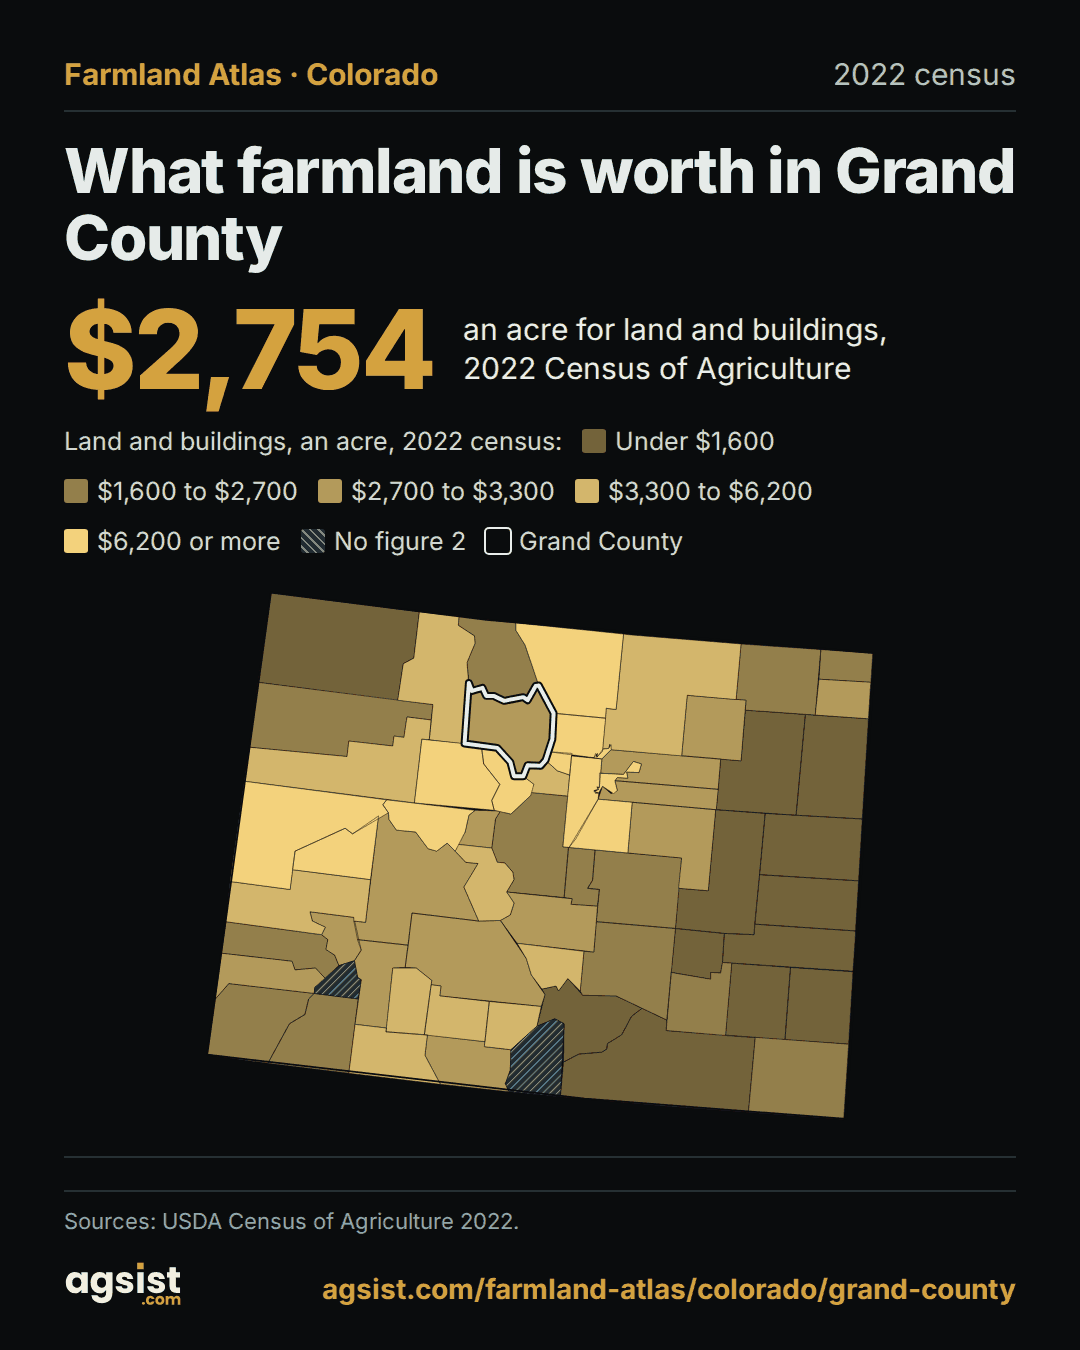 Farmland Atlas · Colorado
2022 census
What farmland is worth in Grand
County
$2,754
an acre for land and buildings,
2022 Census of Agriculture
Land and buildings, an acre, 2022 census: Under $1,600
$1,600 to $2,700 $2,700 to $3,300 $3,300 to $6,200
$6,200 or more No figure 2 Grand County
Sources: USDA Census of Agriculture 2022.
agsist
.com
agsist.com/farmland-atlas/colorado/grand-county